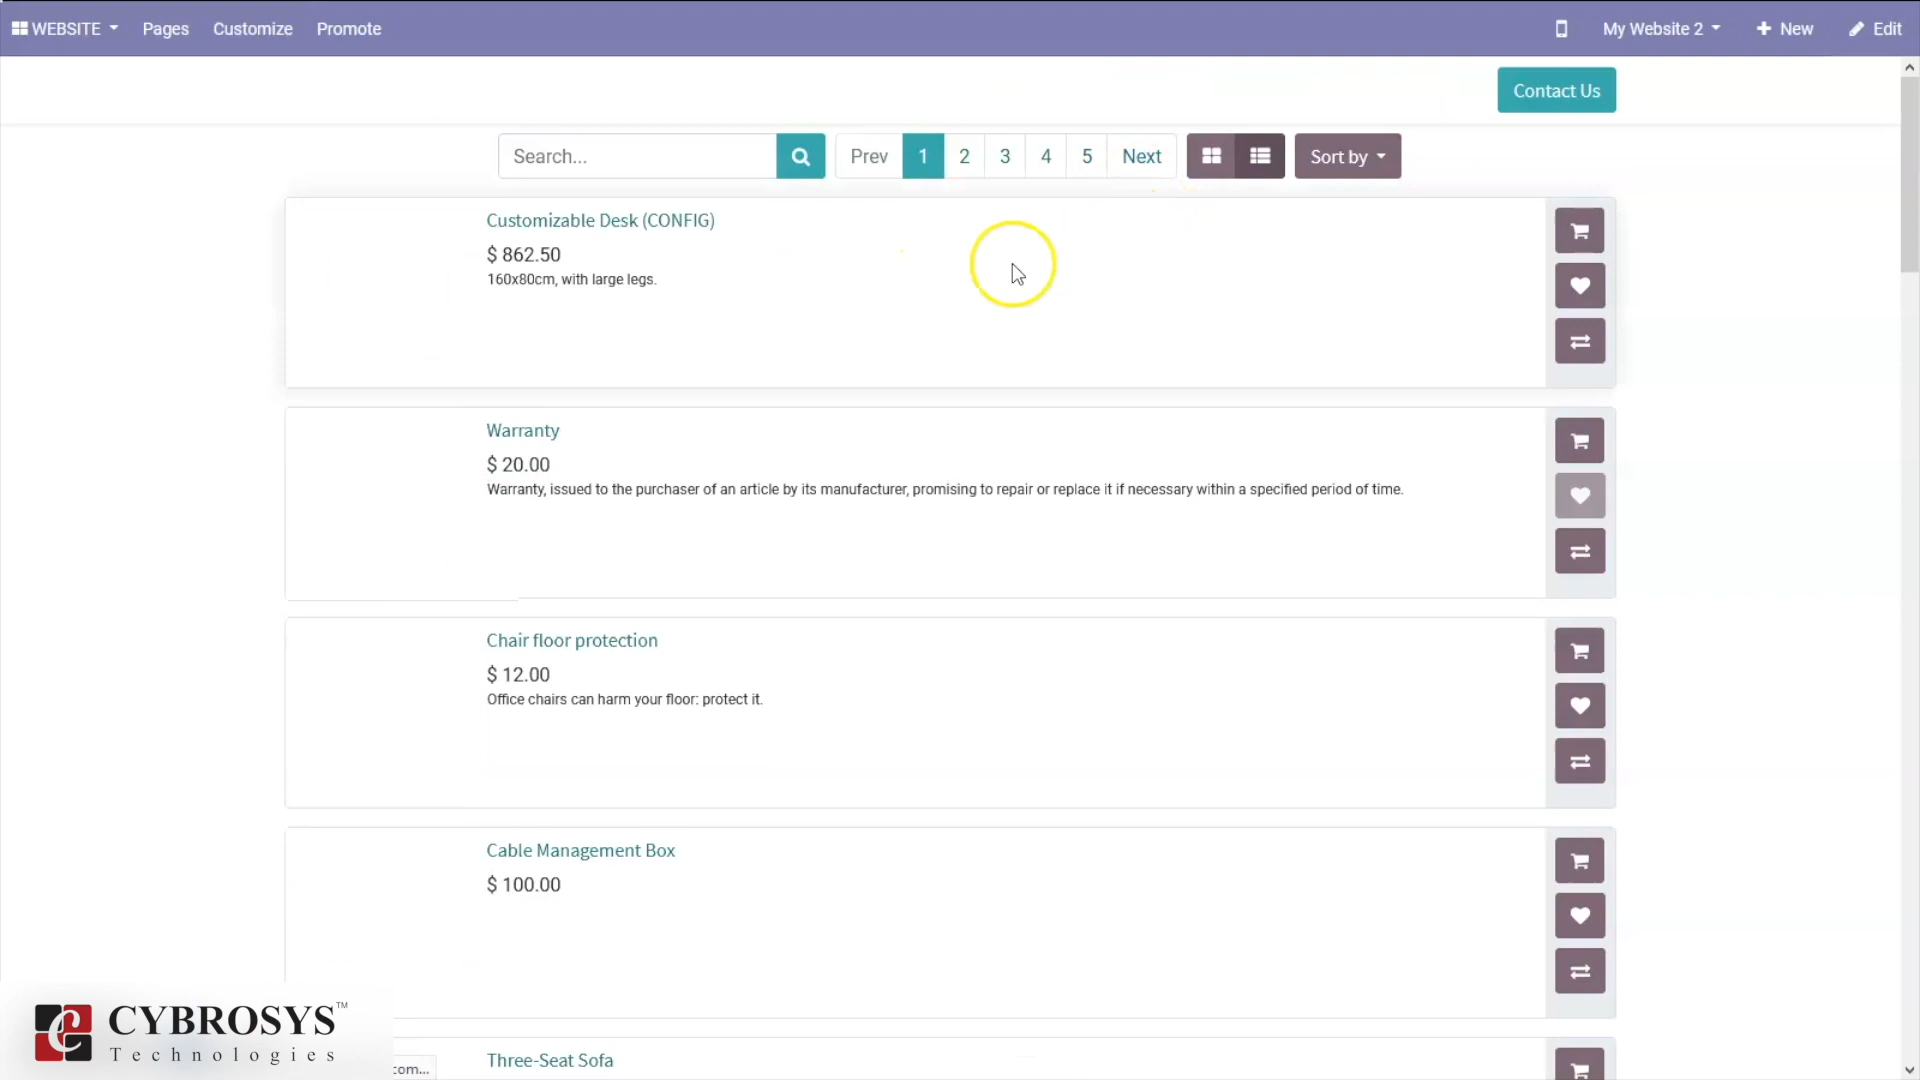 WEBSITE Pages Customize Promote My Website 2 New Edit
Contact Us
Search... Prev 1 2 3 4 5 Next Sort by
Customizable Desk (CONFIG)
$ 862.50
160x80cm, with large legs.
Warranty
$ 20.00
Warranty, issued to the purchaser of an article by its manufacturer, promising to repair or replace it if necessary within a specified period of time.
Chair floor protection
$ 12.00
Office chairs can harm your floor: protect it.
Cable Management Box
$ 100.00
CYBROSYS™
Technologies
Three-Seat Sofa
com...